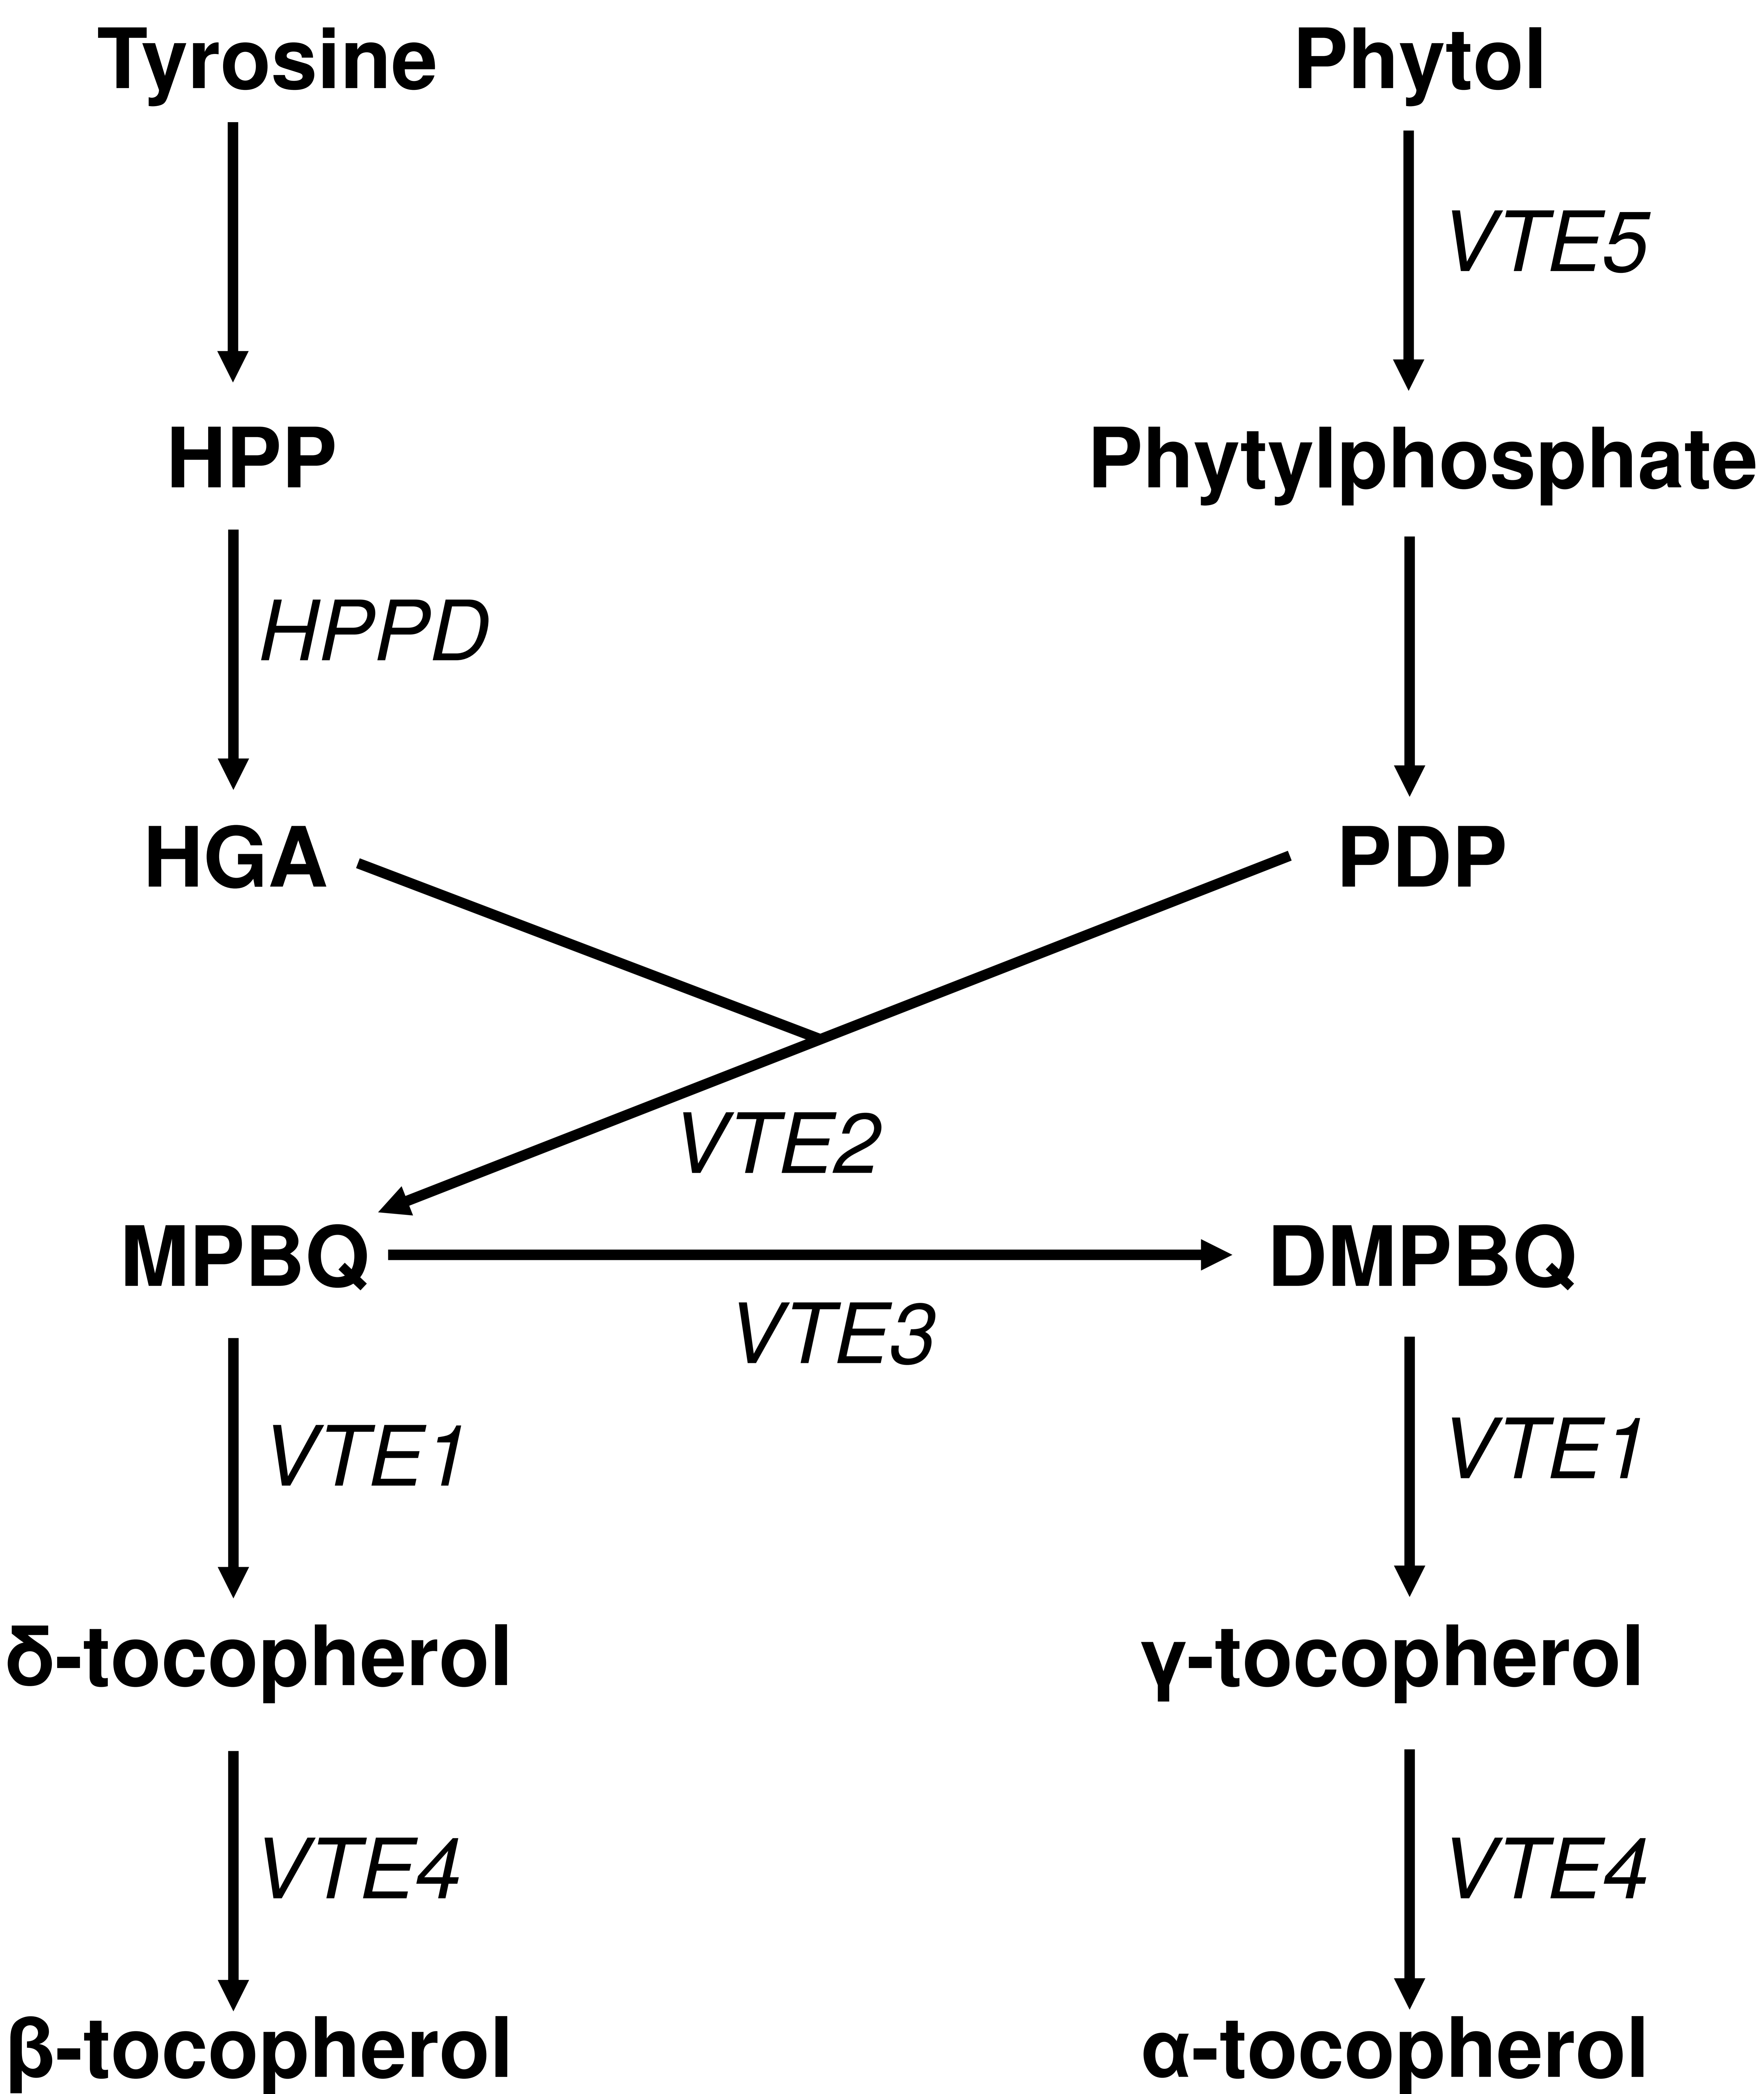 Tyrosine
Phytol
VTE5
HPP
Phytylphosphate
HPPD
HGA
PDP
VTE2
MPBQ
DMPBQ
VTE3
VTE1
VTE1
δ-tocopherol
γ-tocopherol
VTE4
VTE4
β-tocopherol
α-tocopherol